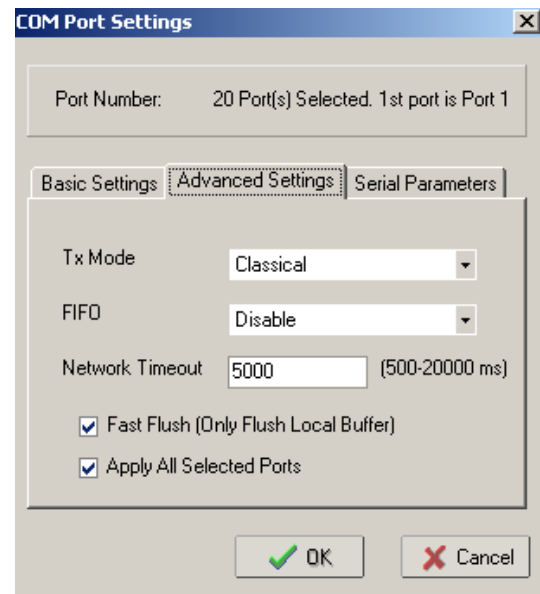 COM Port Settings
Port Number: 20 Port(s) Selected. 1st port is Port 1
Basic Settings Advanced Settings Serial Parameters
Tx Mode Classical
FIFO Disable
Network Timeout 5000 (500-20000 ms)
Fast Flush (Only Flush Local Buffer)
Apply All Selected Ports
OK Cancel